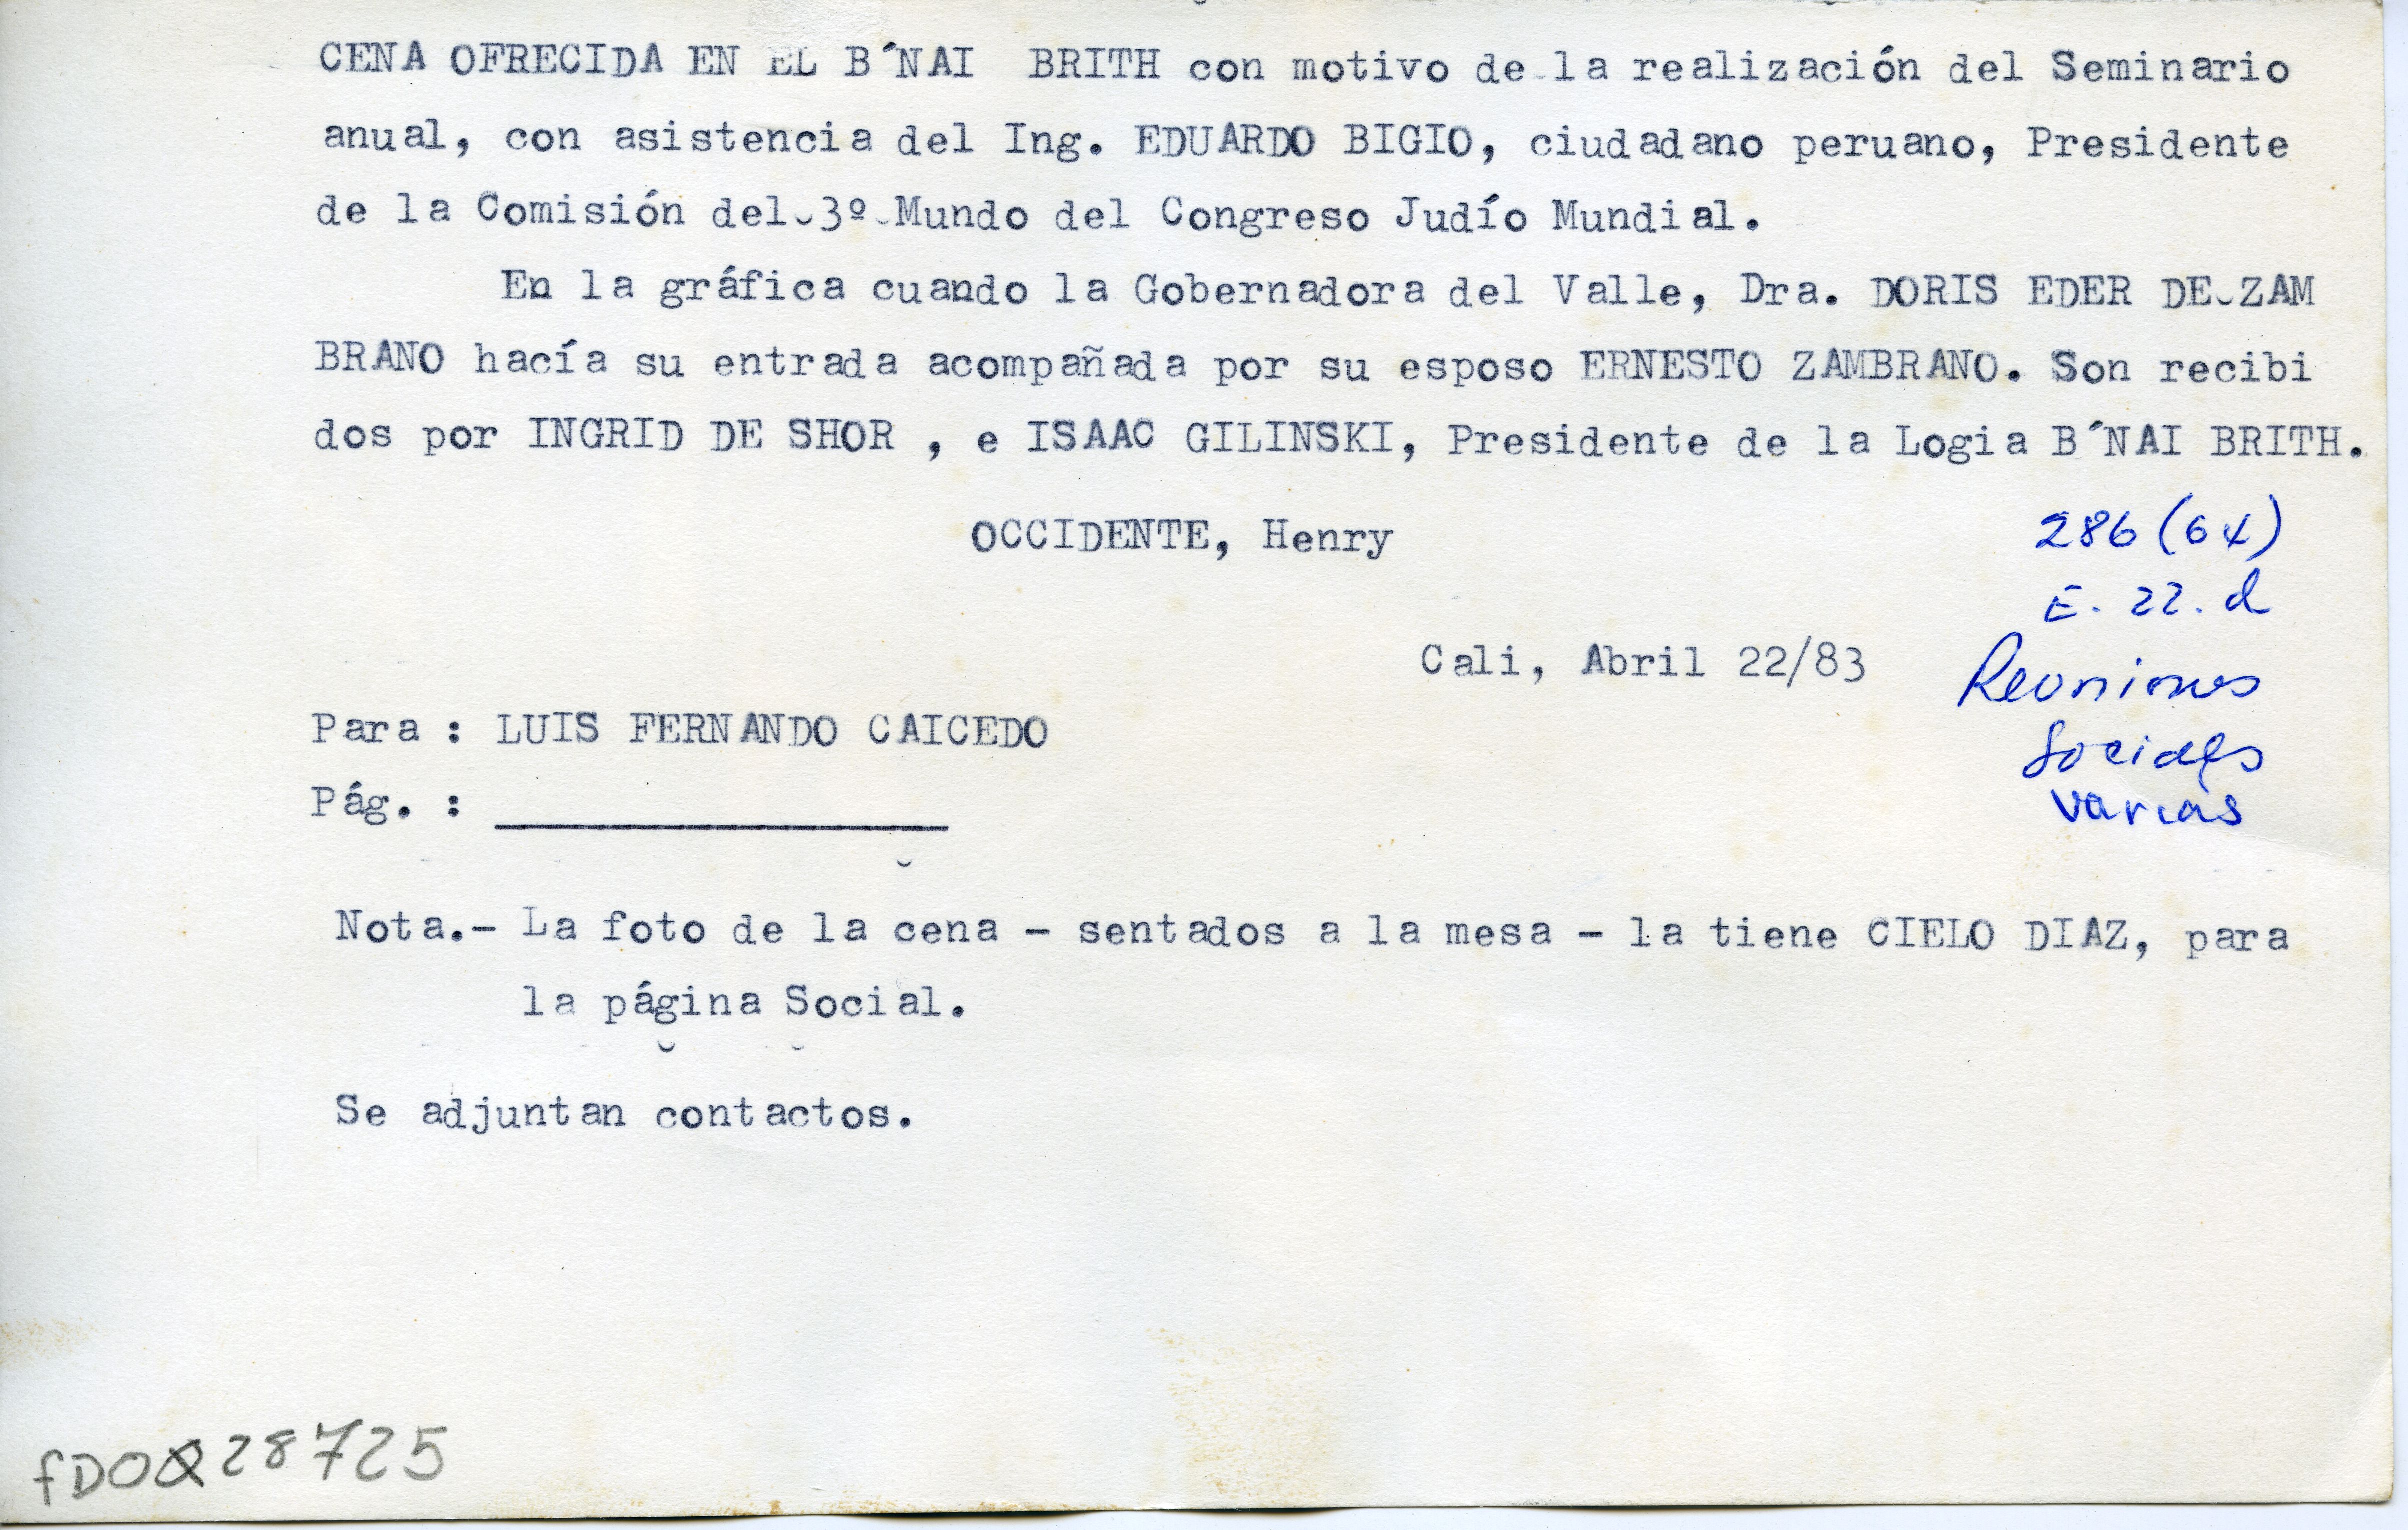 CENA OFRECIDA EN EL B´NAI BRITH con motivo de la realización del Seminario
anual, con asistencia del Ing. EDUARDO BIGIO, ciudadano peruano, Presidente
de la Comisión del 3º Mundo del Congreso Judío Mundial.
En la gráfica cuando la Gobernadora del Valle, Dra. DORIS EDER DE ZAM
BRANO hacía su entrada acompañada por su esposo ERNESTO ZAMBRANO. Son recibi
dos por INGRID DE SHOR , e ISAAC GILINSKI, Presidente de la Logia B´NAI BRITH.
OCCIDENTE, Henry
286 (64)
E. 22. d
Cali, Abril 22/83
Reuniones
Sociales
varias
Para : LUIS FERNANDO CAICEDO
Pág. : ______________
Nota.- La foto de la cena - sentados a la mesa - la tiene CIELO DIAZ, para
la página Social.
Se adjuntan contactos.
fDO028725